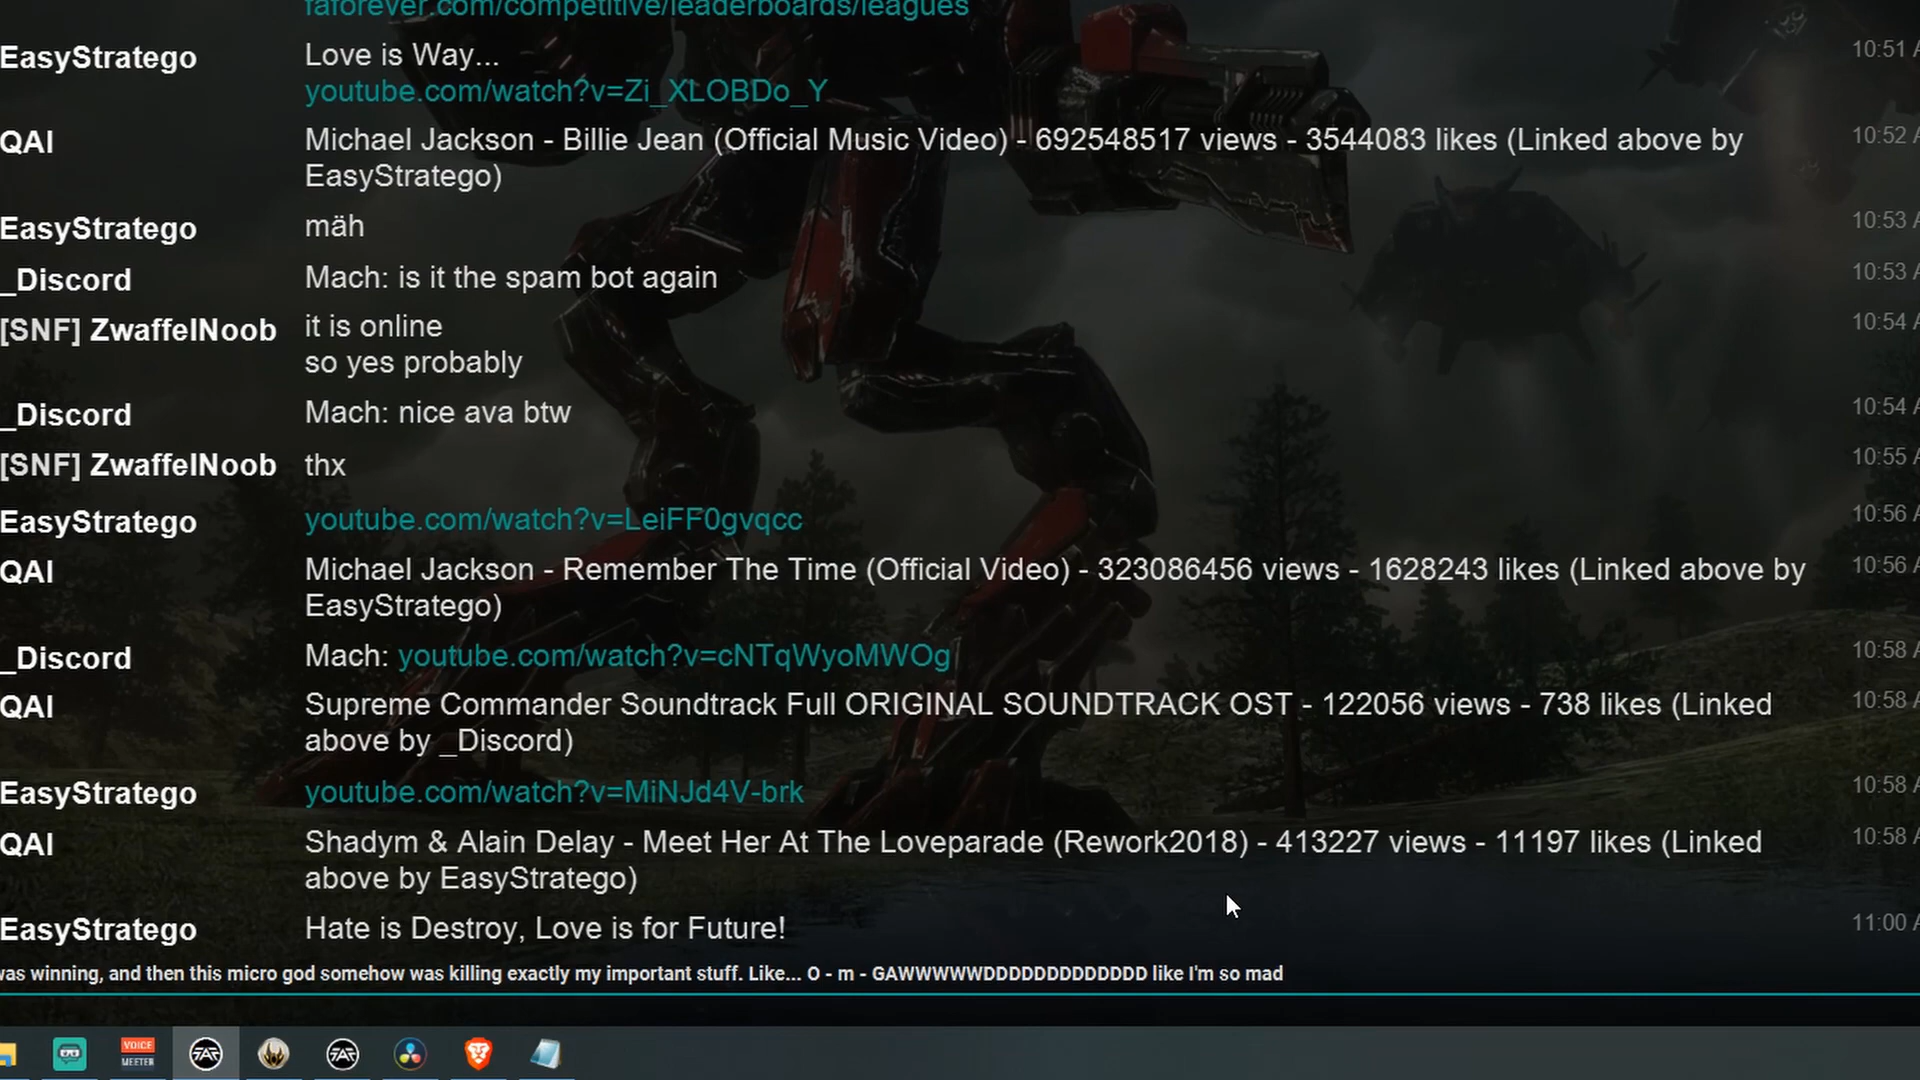 faforever.com/competitive/leaderboards/leagues
EasyStratego Love is Way... 10:51 A
youtube.com/watch?v=Zi_XLOBDo_Y
QAI Michael Jackson - Billie Jean (Official Music Video) - 692548517 views - 3544083 likes (Linked above by 10:52 A
EasyStratego)
EasyStratego mäh 10:53 A
_Discord Mach: is it the spam bot again 10:53 A
[SNF] ZwaffelNoob it is online 10:54 A
so yes probably
_Discord Mach: nice ava btw 10:54 A
[SNF] ZwaffelNoob thx 10:55 A
EasyStratego youtube.com/watch?v=LeiFF0gvqcc 10:56 A
QAI Michael Jackson - Remember The Time (Official Video) - 323086456 views - 1628243 likes (Linked above by 10:56 A
EasyStratego)
_Discord Mach: youtube.com/watch?v=cNTqWyoMWOg 10:58 A
QAI Supreme Commander Soundtrack Full ORIGINAL SOUNDTRACK OST - 122056 views - 738 likes (Linked 10:58 A
above by _Discord)
EasyStratego youtube.com/watch?v=MiNJd4V-brk 10:58 A
QAI Shadym & Alain Delay - Meet Her At The Loveparade (Rework2018) - 413227 views - 11197 likes (Linked 10:58 A
above by EasyStratego)
EasyStratego Hate is Destroy, Love is for Future! 11:00 A
was winning, and then this micro god somehow was killing exactly my important stuff. Like... O - m - GAWWWWWDDDDDDDDDDDDD like I'm so mad
VOICE
MEETER
FAF
FAF